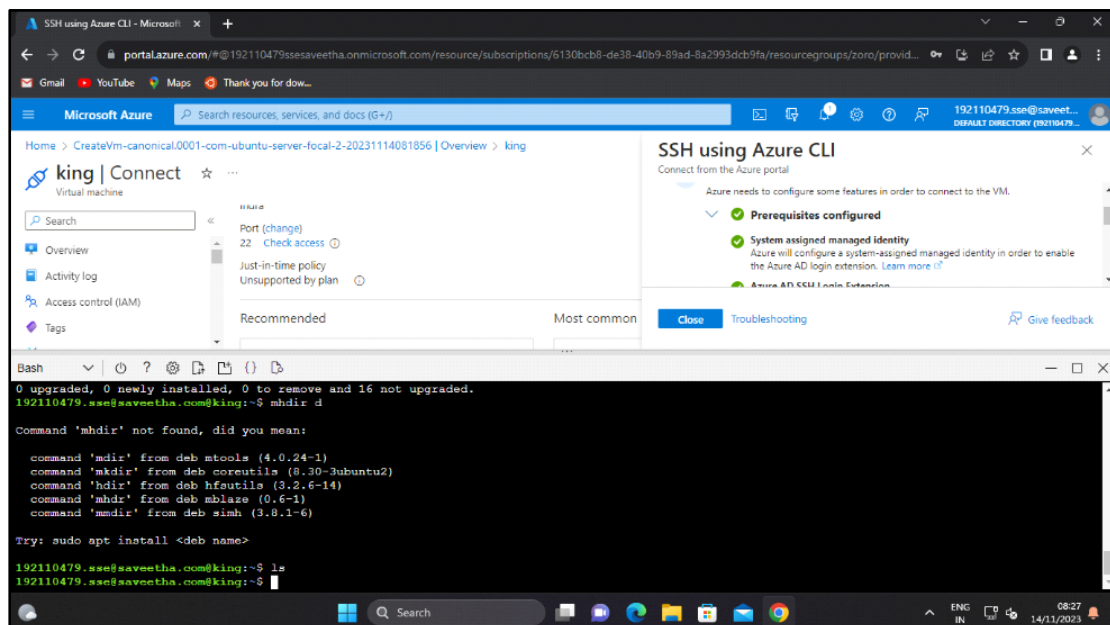 SSH using Azure CLI - Microsoft
portal.azure.com/#@192110479ssesaveetha.onmicrosoft.com/resource/subscriptions/6130bcb8-de38-40b9-89ad-8a2993dcb9fa/resourcegroups/zoro/provid...
Gmail YouTube Maps Thank you for dow...
Microsoft Azure
Search resources, services, and docs (G+/)
1
192110479.sse@saveet...
DEFAULT DIRECTORY (192110479...
Home > CreateVm-canonical.0001-com-ubuntu-server-focal-2-20231114081856 | Overview > king
king | Connect
Virtual machine
Search
Overview
Activity log
Access control (IAM)
Tags
Port (change)
22 Check access
Just-in-time policy
Unsupported by plan
Recommended
Most common
SSH using Azure CLI
Connect from the Azure portal
Azure needs to configure some features in order to connect to the VM.
Prerequisites configured
System assigned managed identity
Azure will configure a system-assigned managed identity in order to enable
the Azure AD login extension. Learn more
Azure AD SSH Login Extension
Close Troubleshooting Give feedback
Bash
0 upgraded, 0 newly installed, 0 to remove and 16 not upgraded.
192110479.sse@saveetha.com@king:~$ mhdir d
Command 'mhdir' not found, did you mean:
command 'mdir' from deb mtools (4.0.24-1)
command 'mkdir' from deb coreutils (8.30-3ubuntu2)
command 'hdir' from deb hfsutils (3.2.6-14)
command 'mhdr' from deb mblaze (0.6-1)
command 'mmdir' from deb simh (3.8.1-6)
Try: sudo apt install <deb name>
192110479.sse@saveetha.com@king:~$ ls
192110479.sse@saveetha.com@king:~$
Search
ENG
IN
08:27
14/11/2023